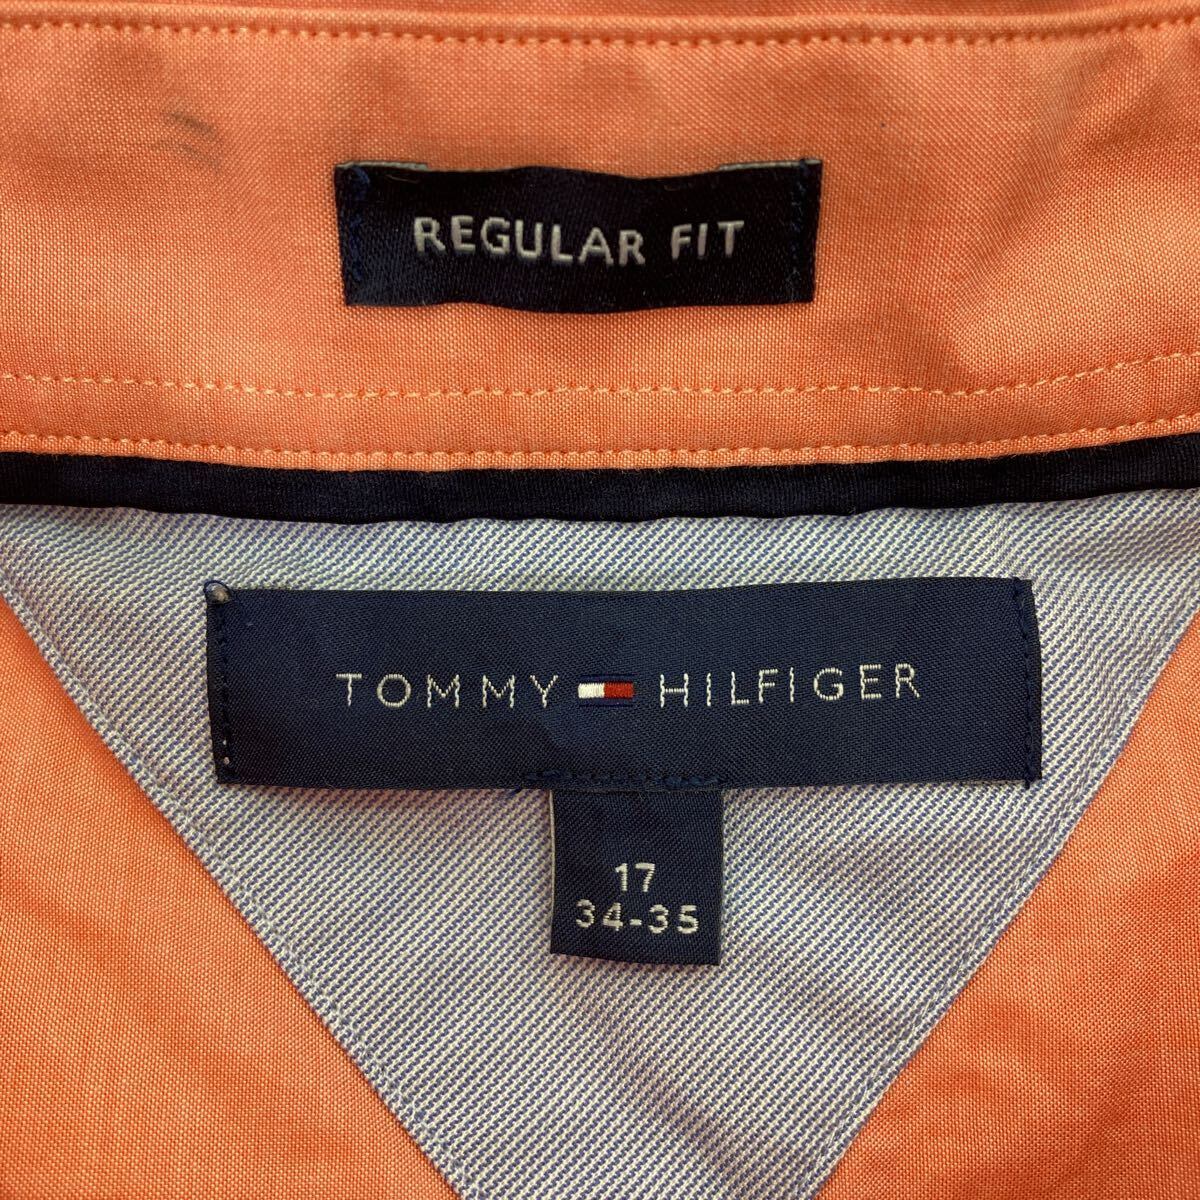 REGULAR FIT
TOMMY HILFIGER
17
34-35